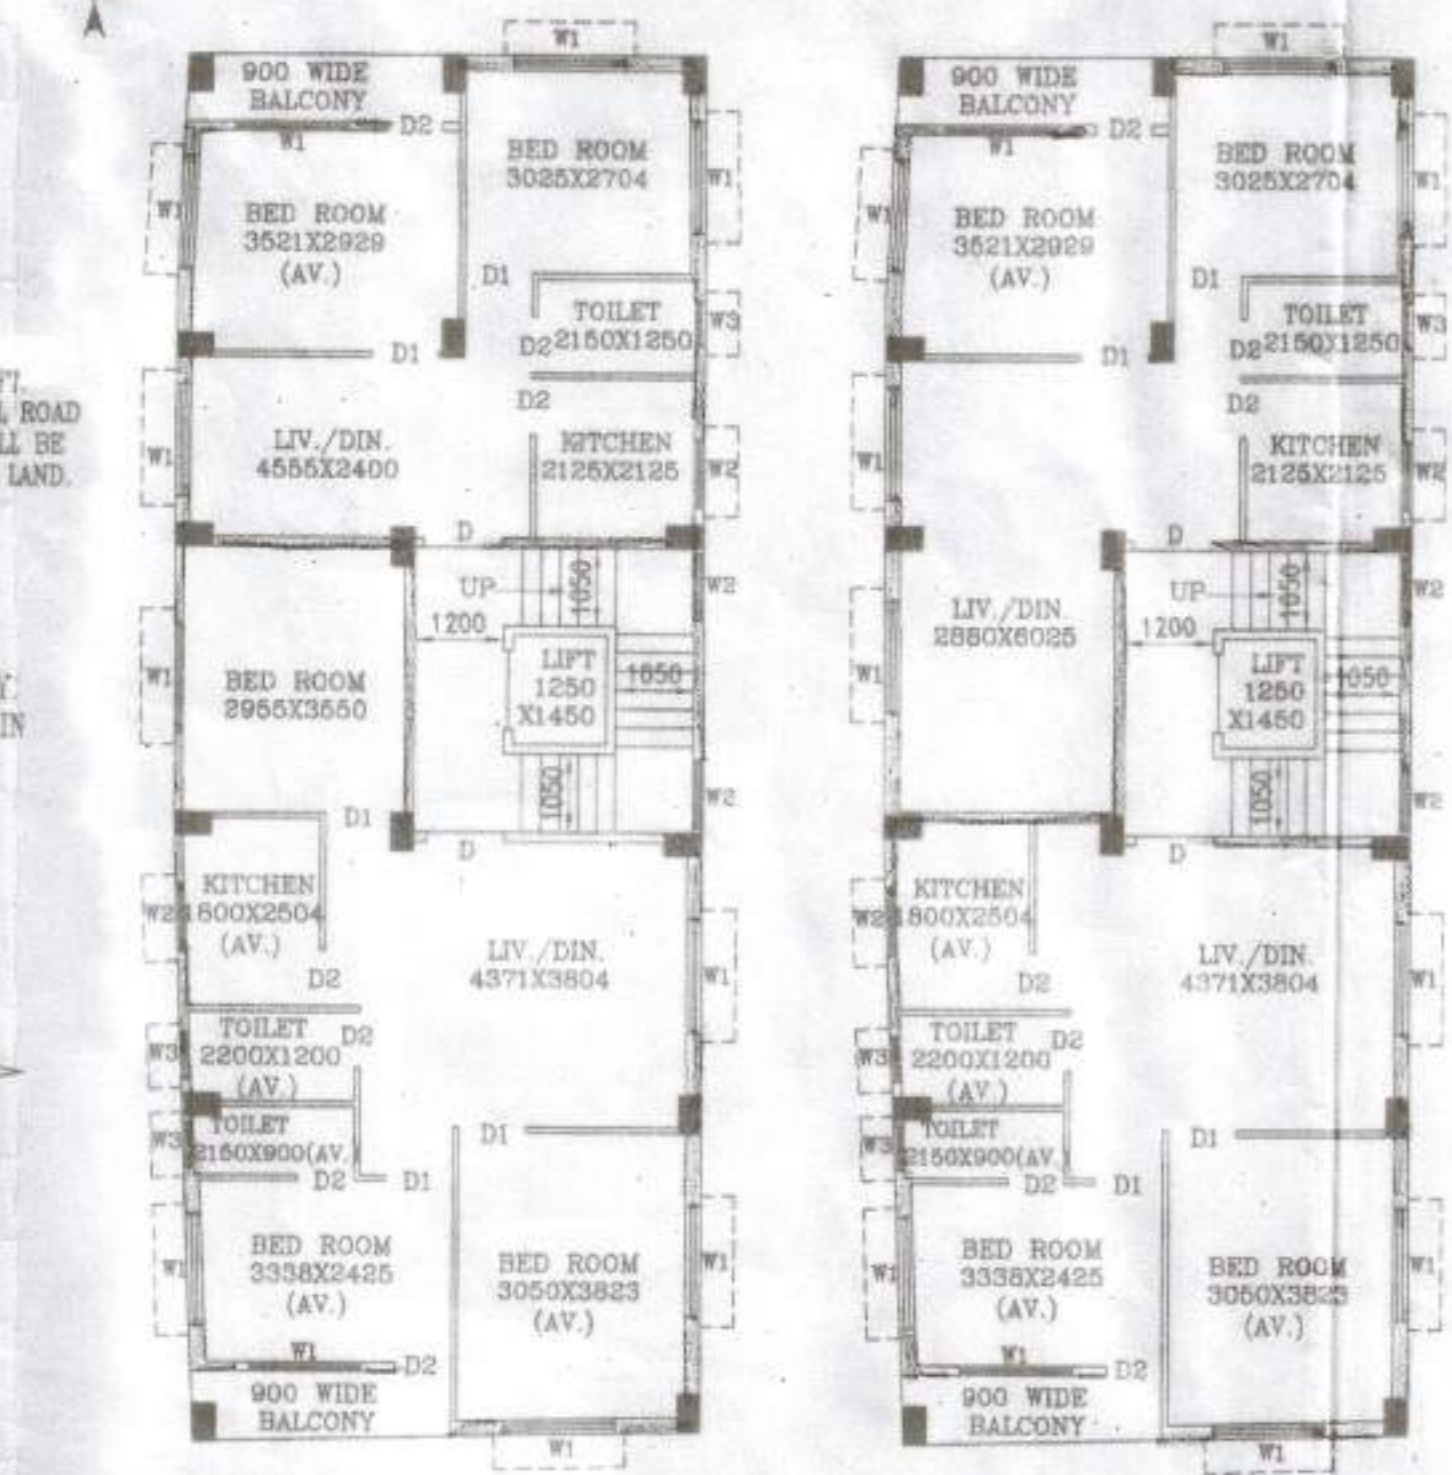 W1
900 WIDE
BALCONY
D2
W1
BED ROOM
3025X2704
W1
W1
BED ROOM
3521X2929
(AV.)
D1
TOILET
2150X1250
W3
D2
D1
D2
LIV./DIN.
4555X2400
KITCHEN
2125X2125
W1
W2
D
UP
1050
W2
1200
BED ROOM
2955X3550
W1
LIFT
1250
X1450
1050
1050
W2
D1
D
KITCHEN
1800X2504
(AV.)
W2
LIV./DIN.
4371X3804
W1
D2
TOILET
2200X1200
(AV.)
W3
D2
TOILET
2150X900(AV.)
W3
D2
D1
D1
BED ROOM
3338X2425
(AV.)
W1
BED ROOM
3050X3823
(AV.)
W1
W1
D2
900 WIDE
BALCONY
W1
W1
900 WIDE
BALCONY
D2
W1
BED ROOM
3025X2704
W1
W1
BED ROOM
3521X2929
(AV.)
D1
TOILET
2150X1250
W3
D2
D1
D2
KITCHEN
2125X2125
W1
W2
D
UP
1050
W2
1200
LIV./DIN.
2880X6025
W1
LIFT
1250
X1450
1050
1050
W2
D
KITCHEN
1800X2504
(AV.)
W2
LIV./DIN.
4371X3804
W1
D2
TOILET
2200X1200
(AV.)
W3
D2
TOILET
2150X900(AV.)
W3
D2
D1
D1
BED ROOM
3338X2425
(AV.)
W1
BED ROOM
3050X3823
(AV.)
W1
W1
D2
900 WIDE
BALCONY
W1
ROAD
BE
LAND.
IN